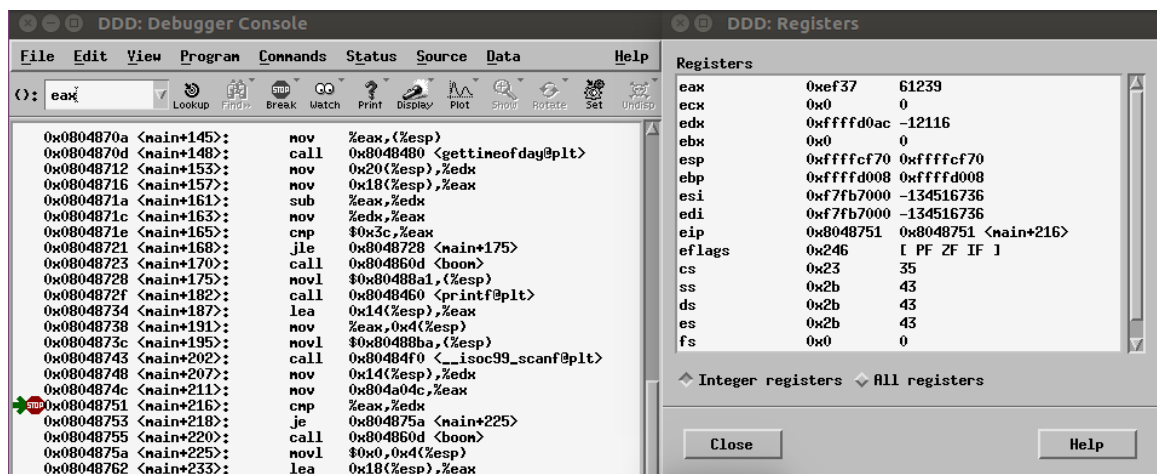 DDD: Debugger Console
File Edit View Program Commands Status Source Data Help
(): eax Lookup Find» Break Watch Print Display Plot Show Rotate Set Undisp
0x0804870a <main+145>: mov %eax,(%esp)
0x0804870d <main+148>: call 0x8048480 <gettimeofday@plt>
0x08048712 <main+153>: mov 0x20(%esp),%edx
0x08048716 <main+157>: mov 0x18(%esp),%eax
0x0804871a <main+161>: sub %eax,%edx
0x0804871c <main+163>: mov %edx,%eax
0x0804871e <main+165>: cmp $0x3c,%eax
0x08048721 <main+168>: jle 0x8048728 <main+175>
0x08048723 <main+170>: call 0x804860d <boom>
0x08048728 <main+175>: movl $0x80488a1,(%esp)
0x0804872f <main+182>: call 0x8048460 <printf@plt>
0x08048734 <main+187>: lea 0x14(%esp),%eax
0x08048738 <main+191>: mov %eax,0x4(%esp)
0x0804873c <main+195>: movl $0x80488ba,(%esp)
0x08048743 <main+202>: call 0x80484f0 <__isoc99_scanf@plt>
0x08048748 <main+207>: mov 0x14(%esp),%edx
0x0804874c <main+211>: mov 0x804a04c,%eax
STOP 0x08048751 <main+216>: cmp %eax,%edx
0x08048753 <main+218>: je 0x804875a <main+225>
0x08048755 <main+220>: call 0x804860d <boom>
0x0804875a <main+225>: movl $0x0,0x4(%esp)
0x08048762 <main+233>: lea 0x18(%esp),%eax
DDD: Registers
Registers
eax 0xef37 61239
ecx 0x0 0
edx 0xffffd0ac -12116
ebx 0x0 0
esp 0xffffcf70 0xffffcf70
ebp 0xffffd008 0xffffd008
esi 0xf7fb7000 -134516736
edi 0xf7fb7000 -134516736
eip 0x8048751 0x8048751 <main+216>
eflags 0x246 [ PF ZF IF ]
cs 0x23 35
ss 0x2b 43
ds 0x2b 43
es 0x2b 43
fs 0x0 0
Integer registers All registers
Close Help